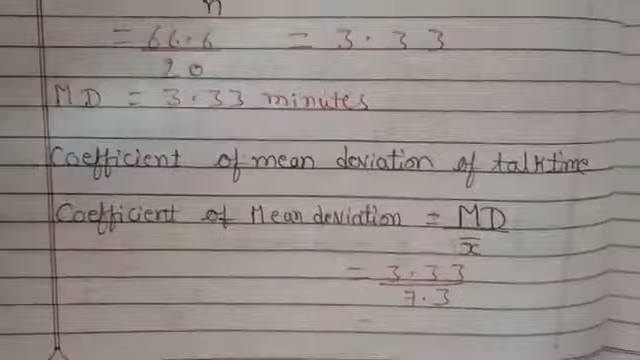 n
= 66.6 = 3.33
20
MD = 3.33 minutes
Coefficient of mean deviation of talktime
Coefficient of Mean deviation = MD
x̅
= 3.33
7.3